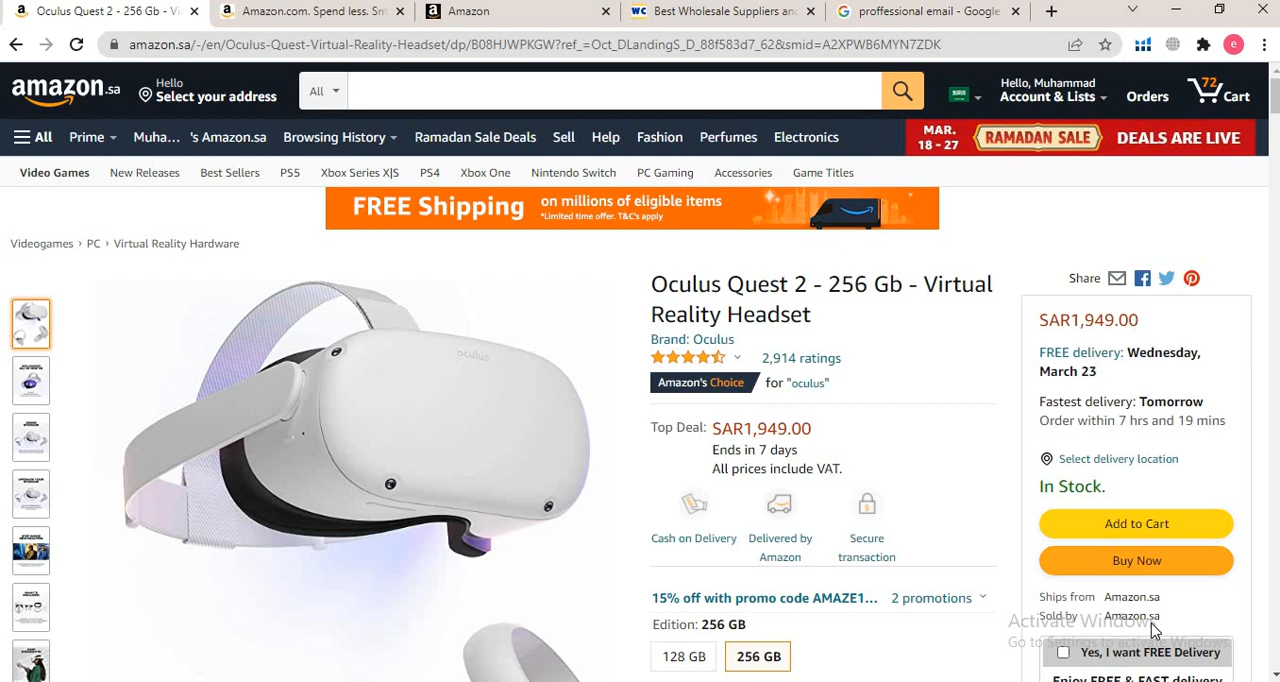 Oculus Quest 2 - 256 Gb - Vi
Amazon.com. Spend less. Sm
Amazon
WC Best Wholesale Suppliers an
proffessional email - Google
amazon.sa/-/en/Oculus-Quest-Virtual-Reality-Headset/dp/B08HJWPKGW?ref_=Oct_DLandingS_D_88f583d7_62&smid=A2XPWB6MYN7ZDK
e
amazon.sa
Hello
Select your address
All
Hello, Muhammad
Account & Lists
Orders
72
Cart
All
Prime
Muha... 's Amazon.sa
Browsing History
Ramadan Sale Deals
Sell
Help
Fashion
Perfumes
Electronics
MAR.
18 - 27
RAMADAN SALE
DEALS ARE LIVE
Video Games
New Releases
Best Sellers
PS5
Xbox Series X|S
PS4
Xbox One
Nintendo Switch
PC Gaming
Accessories
Game Titles
FREE Shipping
on millions of eligible items
*Limited time offer. T&C's apply
Videogames › PC › Virtual Reality Hardware
oculus
Oculus Quest 2 - 256 Gb - Virtual
Reality Headset
Brand: Oculus
2,914 ratings
Amazon's Choice for "oculus"
Top Deal: SAR1,949.00
Ends in 7 days
All prices include VAT.
Cash on Delivery
Delivered by
Amazon
Secure
transaction
15% off with promo code AMAZE1... 2 promotions
Edition: 256 GB
128 GB
256 GB
Share
SAR1,949.00
FREE delivery: Wednesday,
March 23
Fastest delivery: Tomorrow
Order within 7 hrs and 19 mins
Select delivery location
In Stock.
Add to Cart
Buy Now
Ships from Amazon.sa
Sold by Amazon.sa
Activate Windows
Go to Settings to activate Windows.
Yes, I want FREE Delivery
Enjoy FREE & FAST delivery